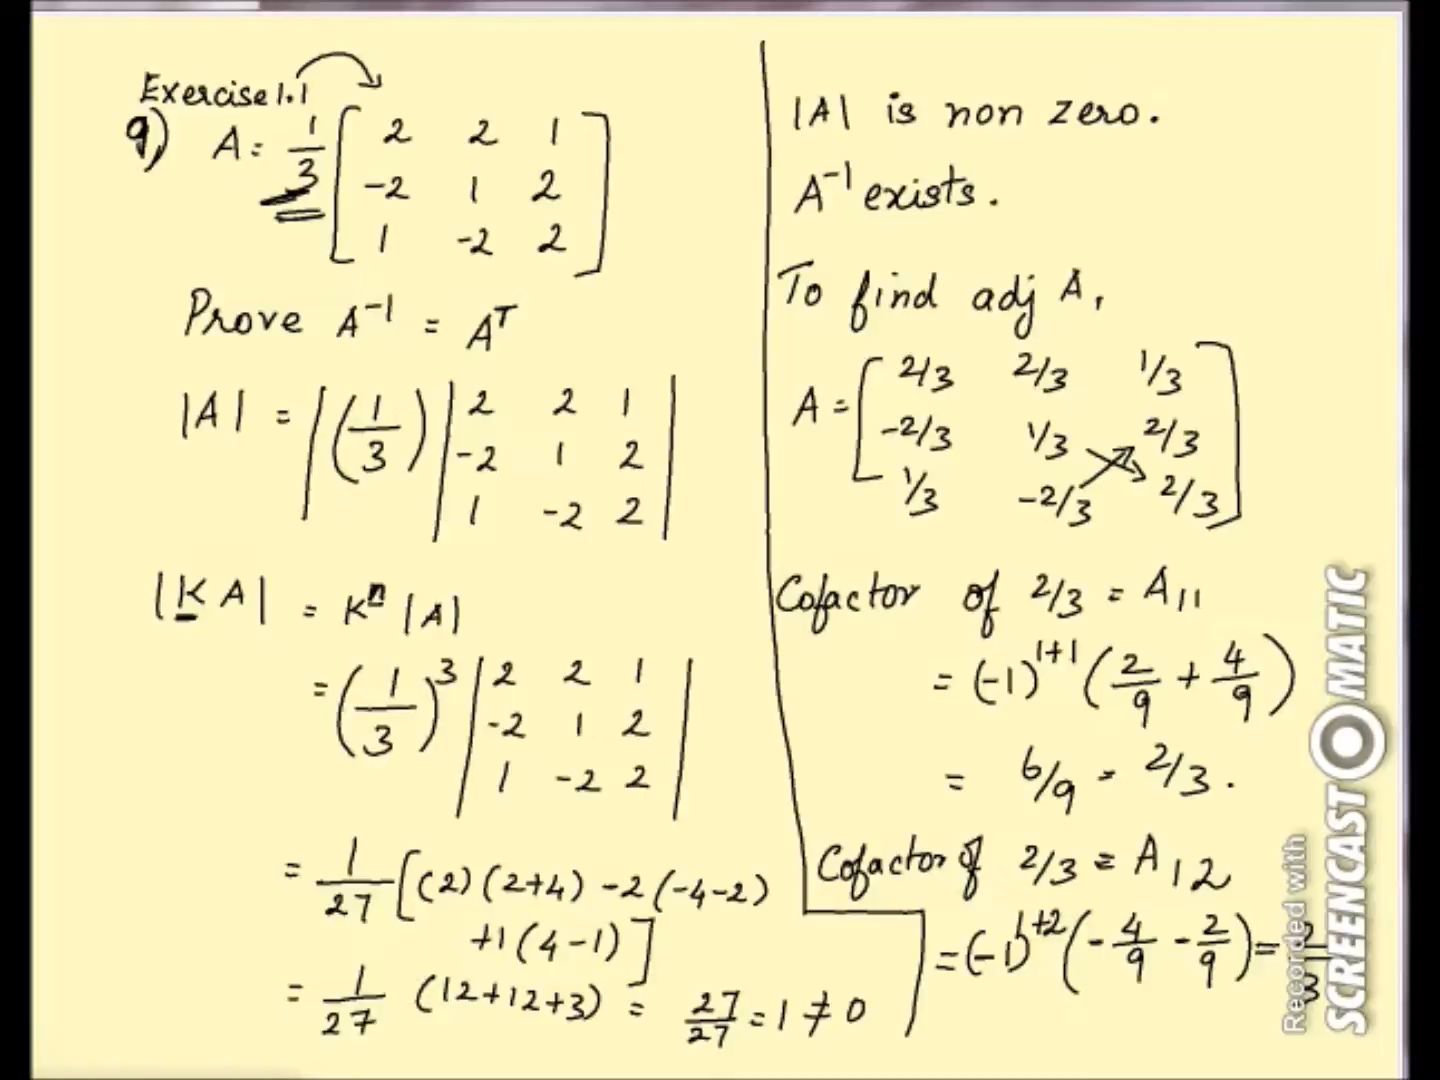 Exercise 1.1
9) A = 1/3 [ 2 2 1
-2 1 2
1 -2 2 ]
Prove A⁻¹ = Aᵀ
|A| = |(1/3) | 2 2 1
-2 1 2
1 -2 2 |
|K A| = Kⁿ |A|
= (1/3)³ | 2 2 1
-2 1 2
1 -2 2 |
= 1/27 [(2)(2+4) -2(-4-2)
+1(4-1)]
= 1/27 (12+12+3) = 27/27 = 1 ≠ 0
|A| is non zero.
A⁻¹ exists.
To find adj A,
A = [ 2/3 2/3 1/3
-2/3 1/3 2/3
1/3 -2/3 2/3 ]
Cofactor of 2/3 = A11
= (-1)¹⁺¹ (2/9 + 4/9)
= 6/9 = 2/3.
Cofactor of 2/3 = A12
= (-1)¹⁺² (-4/9 - 2/9) = 2/3
Recorded with
SCREENCAST MATIC